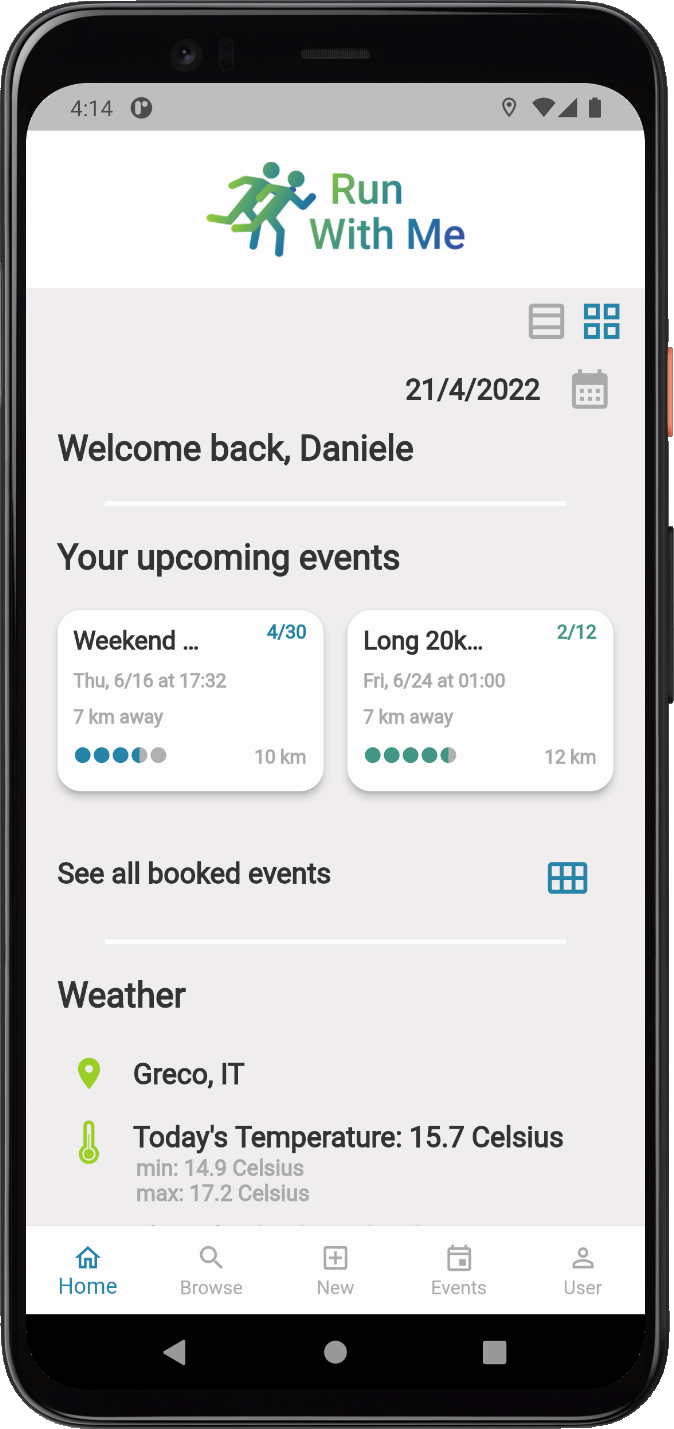 4:14
Run
With Me
21/4/2022
Welcome back, Daniele
Your upcoming events
Weekend ...
4/30
Thu, 6/16 at 17:32
7 km away
10 km
Long 20k...
2/12
Fri, 6/24 at 01:00
7 km away
12 km
See all booked events
Weather
Greco, IT
Today's Temperature: 15.7 Celsius
min: 14.9 Celsius
max: 17.2 Celsius
Home
Browse
New
Events
User